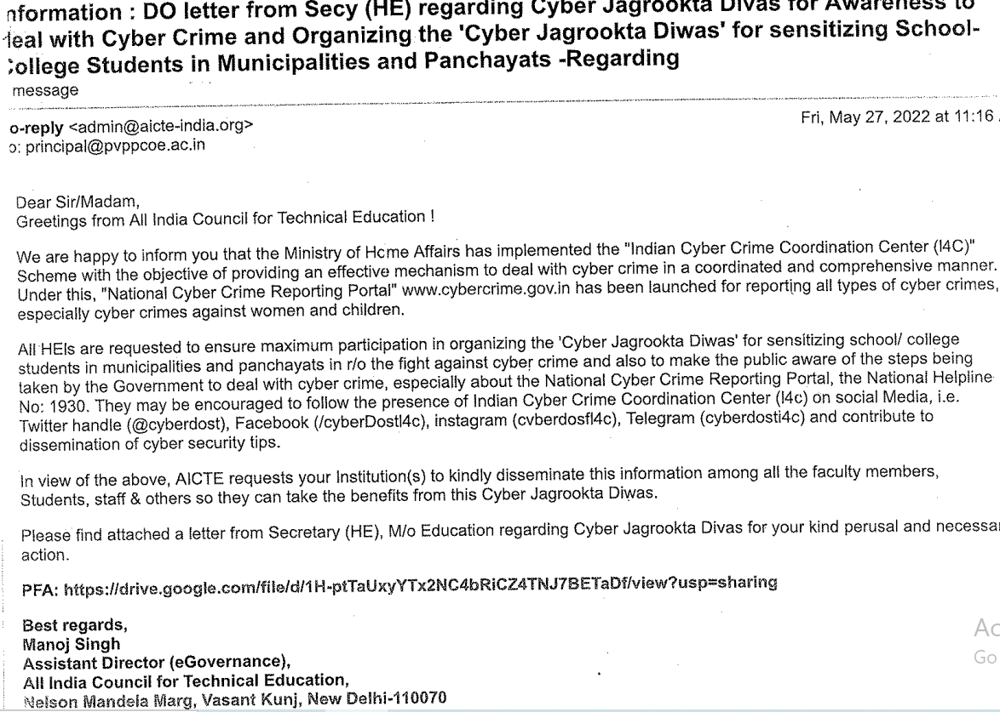 nformation : DO letter from Secy (HE) regarding Cyber Jagrookta Divas for Awareness to
deal with Cyber Crime and Organizing the 'Cyber Jagrookta Diwas' for sensitizing School-
College Students in Municipalities and Panchayats -Regarding
message
o-reply <admin@aicte-india.org>
Fri, May 27, 2022 at 11:16
o: principal@pvppcoe.ac.in
Dear Sir/Madam,
Greetings from All India Council for Technical Education !
We are happy to inform you that the Ministry of Home Affairs has implemented the "Indian Cyber Crime Coordination Center (I4C)"
Scheme with the objective of providing an effective mechanism to deal with cyber crime in a coordinated and comprehensive manner.
Under this, "National Cyber Crime Reporting Portal" www.cybercrime.gov.in has been launched for reporting all types of cyber crimes,
especially cyber crimes against women and children.
All HEIs are requested to ensure maximum participation in organizing the 'Cyber Jagrookta Diwas' for sensitizing school/ college
students in municipalities and panchayats in r/o the fight against cyber crime and also to make the public aware of the steps being
taken by the Government to deal with cyber crime, especially about the National Cyber Crime Reporting Portal, the National Helpline
No: 1930. They may be encouraged to follow the presence of Indian Cyber Crime Coordination Center (I4c) on social Media, i.e.
Twitter handle (@cyberdost), Facebook (/cyberDostI4c), instagram (cvberdosfl4c), Telegram (cyberdosti4c) and contribute to
dissemination of cyber security tips.
In view of the above, AICTE requests your Institution(s) to kindly disseminate this information among all the faculty members,
Students, staff & others so they can take the benefits from this Cyber Jagrookta Diwas.
Please find attached a letter from Secretary (HE), M/o Education regarding Cyber Jagrookta Divas for your kind perusal and necessar
action.
PFA: https://drive.google.com/file/d/1H-ptTaUxyYTx2NC4bRiCZ4TNJ7BETaDf/view?usp=sharing
Best regards,
Manoj Singh
Assistant Director (eGovernance),
All India Council for Technical Education,
Nelson Mandela Marg, Vasant Kunj, New Delhi-110070
Ac
Go